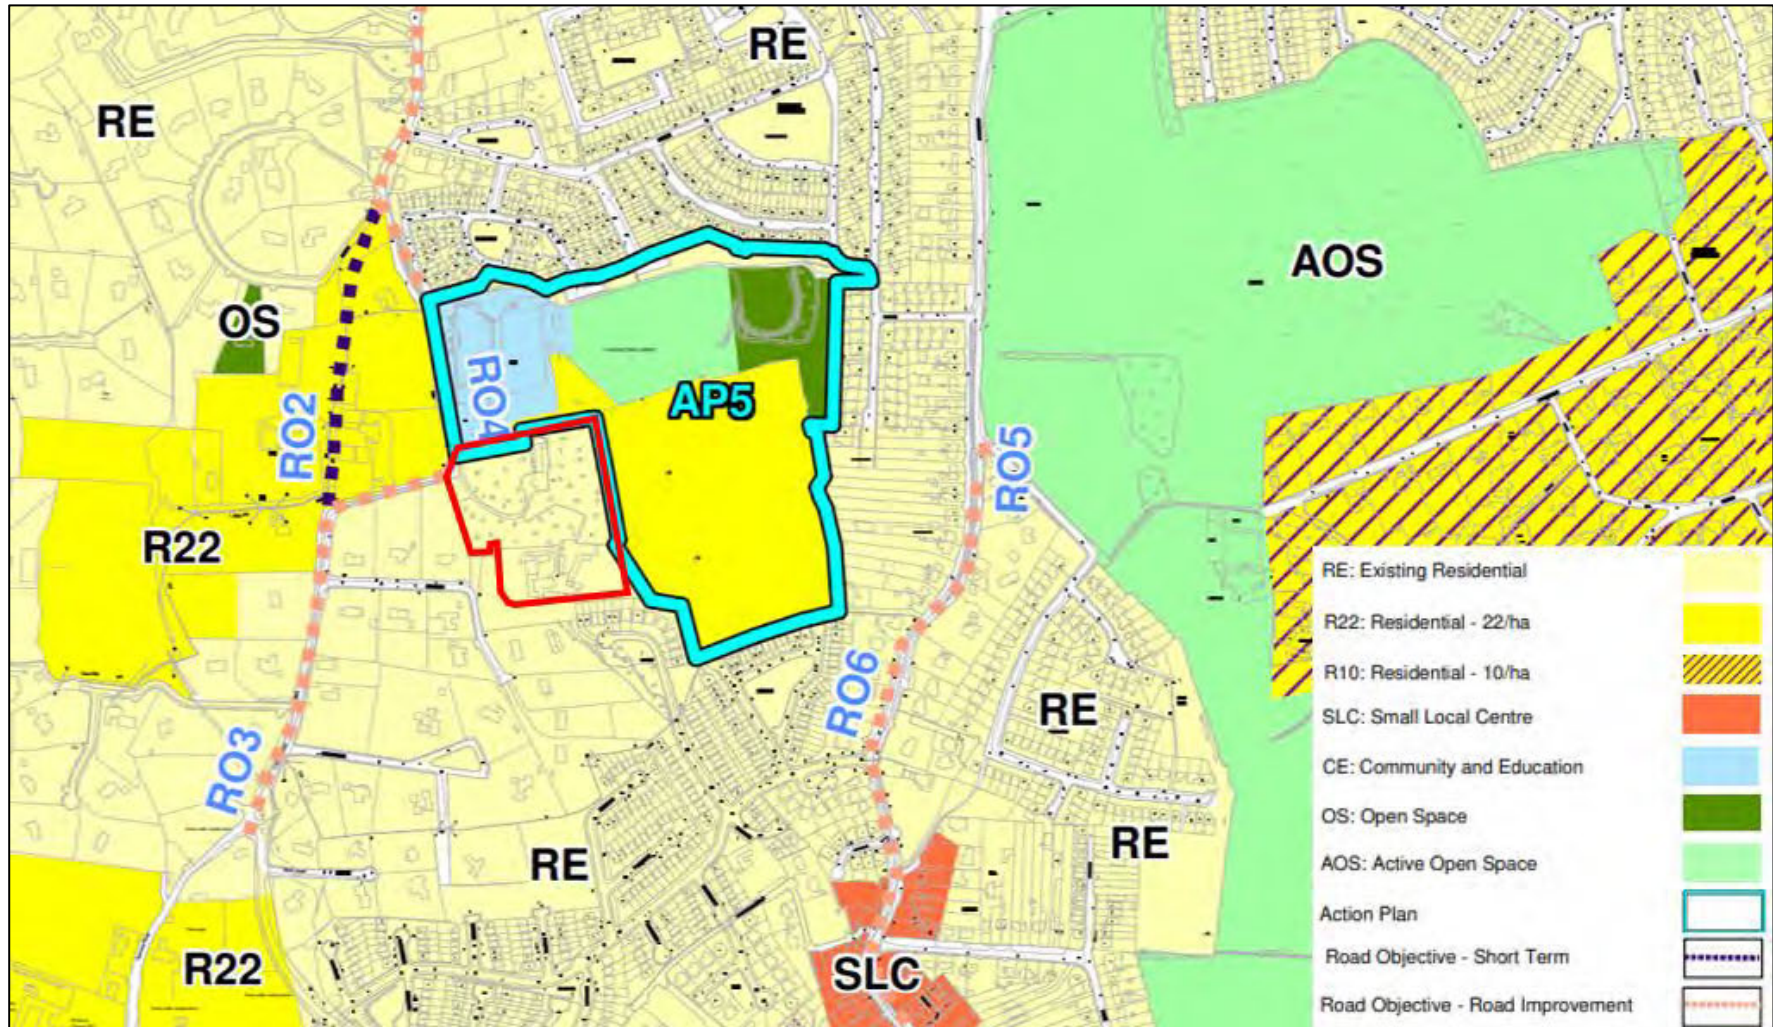 RE
RE
AOS
OS
RO4
AP5
RO2
RO5
R22
RE: Existing Residential
R22: Residential - 22/ha
RO6
R10: Residential - 10/ha
RE
SLC: Small Local Centre
RO3
CE: Community and Education
OS: Open Space
RE
RE
AOS: Active Open Space
Action Plan
R22
SLC
Road Objective - Short Term
Road Objective - Road Improvement